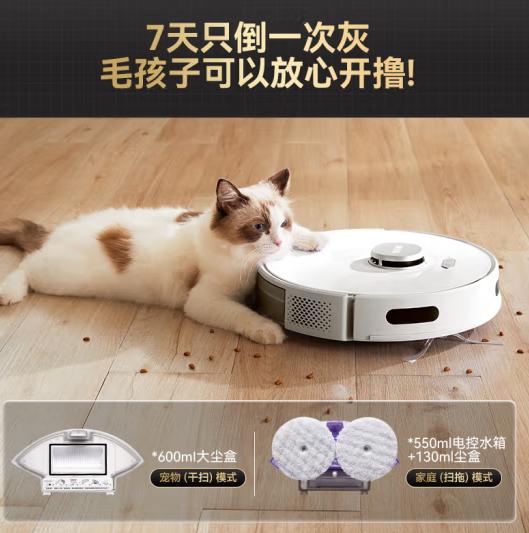 7天只倒一次灰
毛孩子可以放心开撸!
*600ml大尘盒
宠物(干扫)模式
*550ml电控水箱
+130ml尘盒
家庭(扫拖)模式